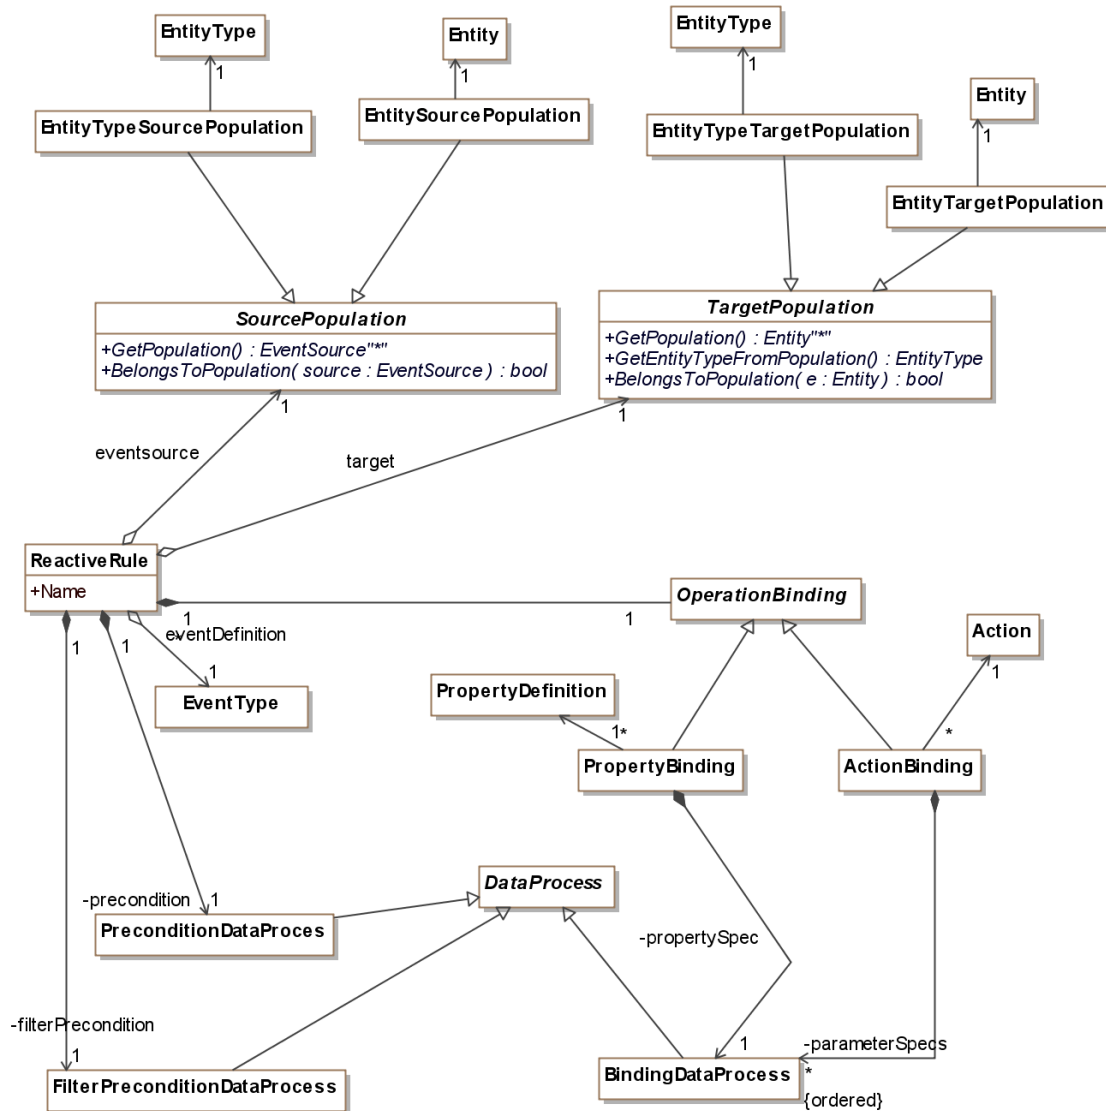 EntityType
1
EntityTypeSourcePopulation
Entity
1
EntitySourcePopulation
EntityType
1
EntityTypeTargetPopulation
Entity
1
EntityTargetPopulation
SourcePopulation
+GetPopulation() : EventSource"*"
+BelongsToPopulation( source : EventSource ) : bool
1
TargetPopulation
+GetPopulation() : Entity"*"
+GetEntityTypeFromPopulation() : EntityType
+BelongsToPopulation( e : Entity ) : bool
1
eventsource
target
ReactiveRule
+Name
1
1
1
1
eventDefinition
*
1
EventType
OperationBinding
Action
1
PropertyDefinition
1*
*
PropertyBinding
ActionBinding
DataProcess
-precondition
1
PreconditionDataProces
-propertySpec
-filterPrecondition
1
FilterPreconditionDataProcess
1
BindingDataProcess
-parameterSpecs
*
{ordered}